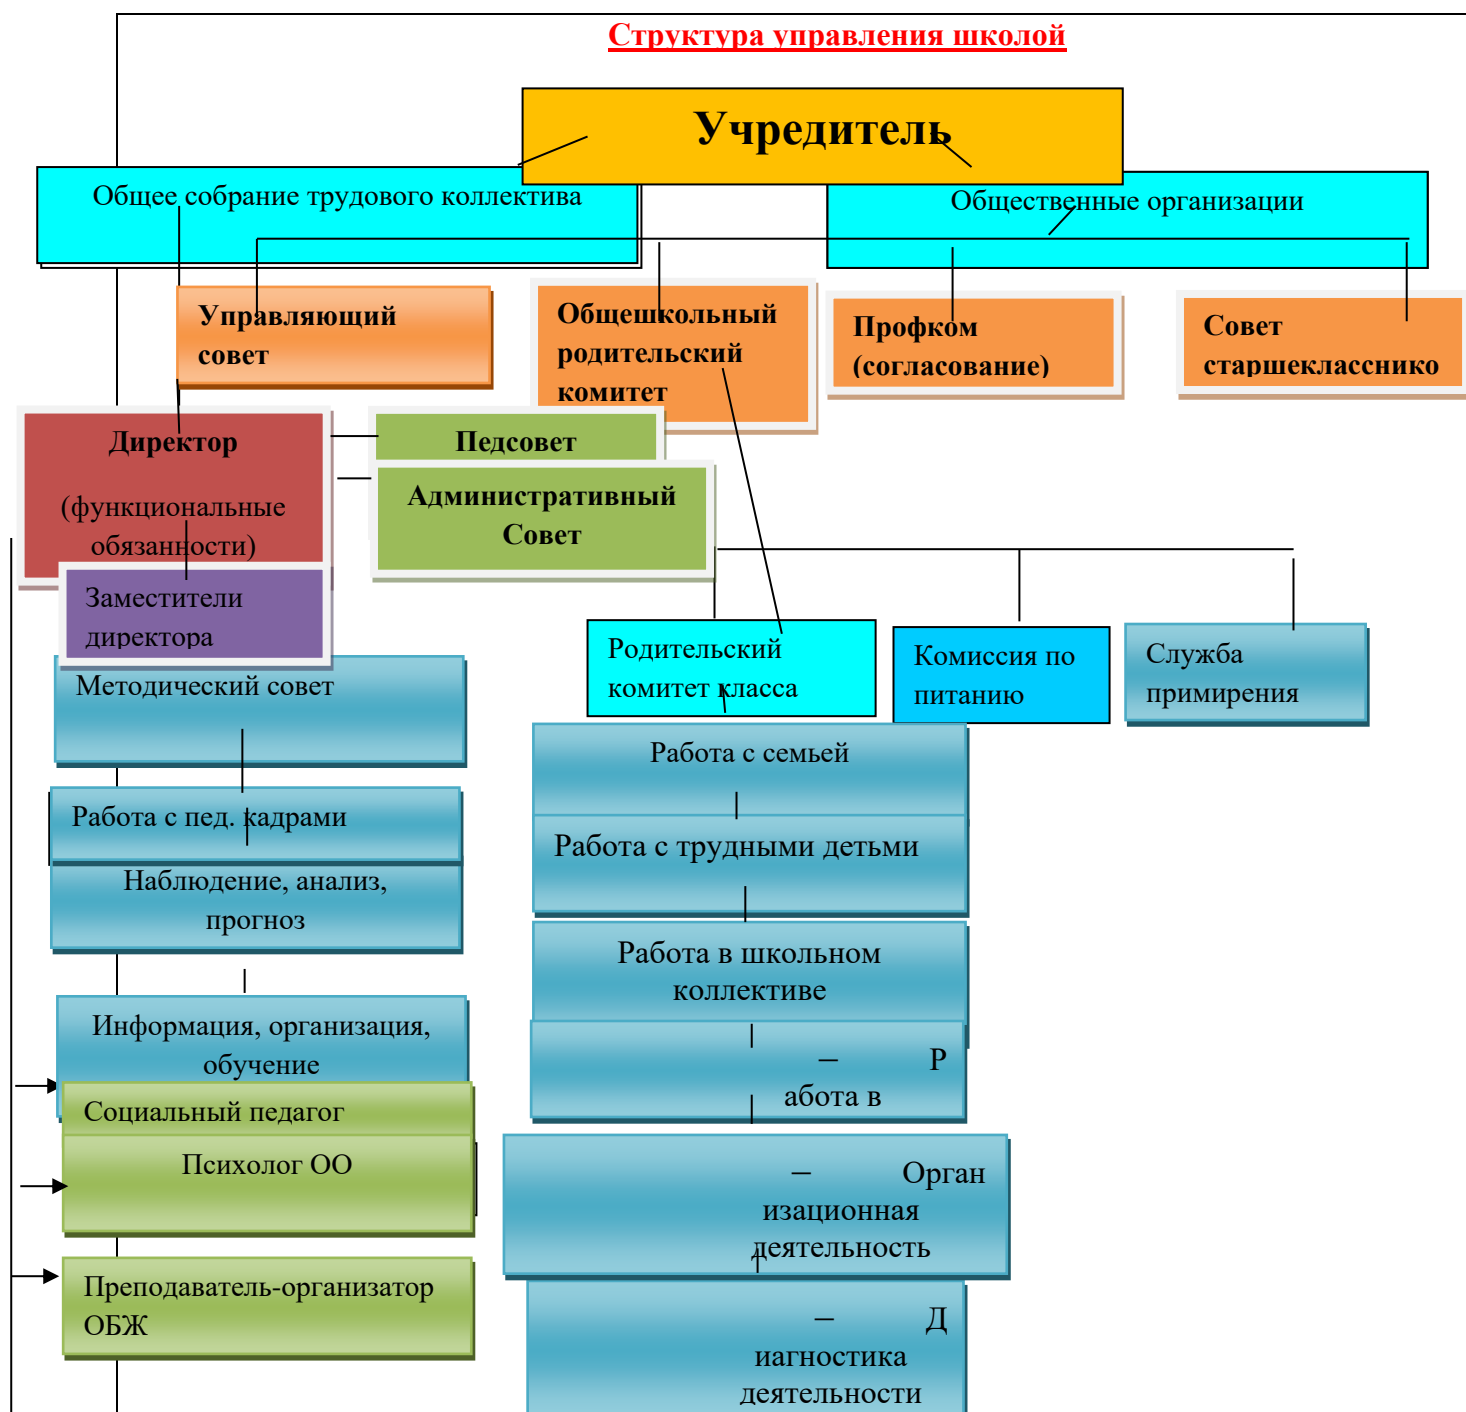 Структура управления школой
Учредитель
Общее собрание трудового коллектива
Общественные организации
Управляющий
совет
Общешкольный
родительский
комитет
Профком
(согласование)
Совет
старшеклассико
Директор
(функциональные
обязанности)
Педсовет
Административный
Совет
Заместители
директора
Родительский
комитет класса
Комиссия по
питанию
Служба
примирения
Методический совет
Работа с пед. кадрами
Наблюдение, анализ,
прогноз
Информация, организация,
обучение
Социальный педагог
Психолог ОО
Преподаватель-организатор
ОБЖ
Работа с семьей
Работа с трудными детьми
Работа в школьном
коллективе
– Р
абота в
– Орган
изационная
деятельность
– Д
иагностика
деятельности